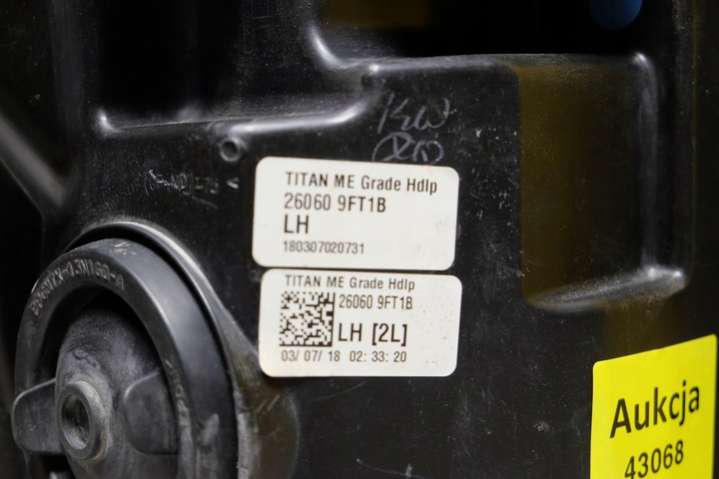 TITAN ME Grade Hdlp
26060 9FT1B
LH
180307020731
TITAN ME Grade Hdlp
26060 9FT1B
LH [2L]
03/ 07/ 18 02: 33: 20
Aukcja
43068